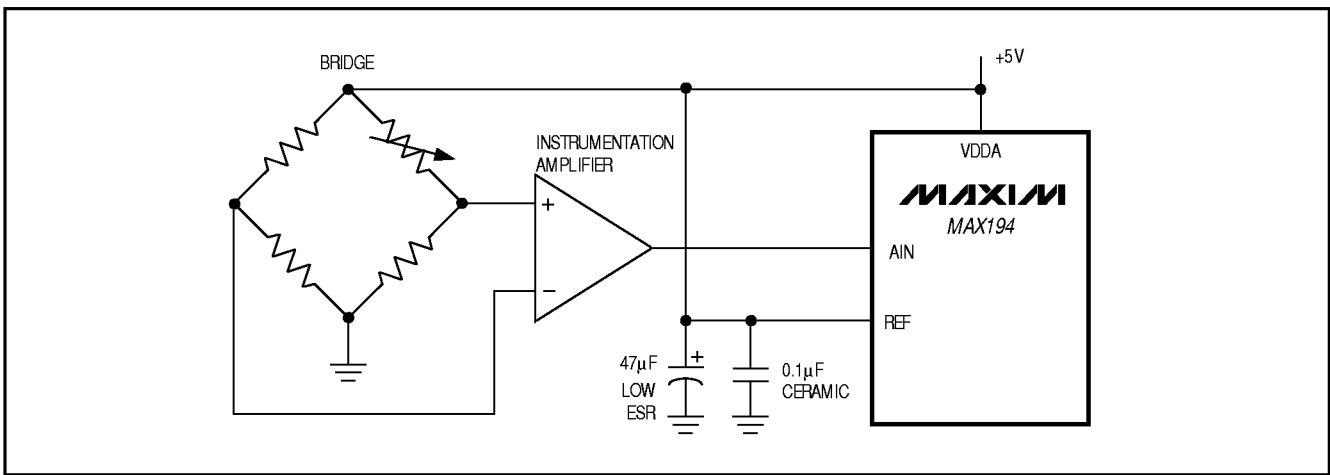 BRIDGE
+5V
INSTRUMENTATION
AMPLIFIER
+
−
VDDA
MAXIM
MAX194
AIN
REF
+
47μF
LOW
ESR
0.1μF
CERAMIC